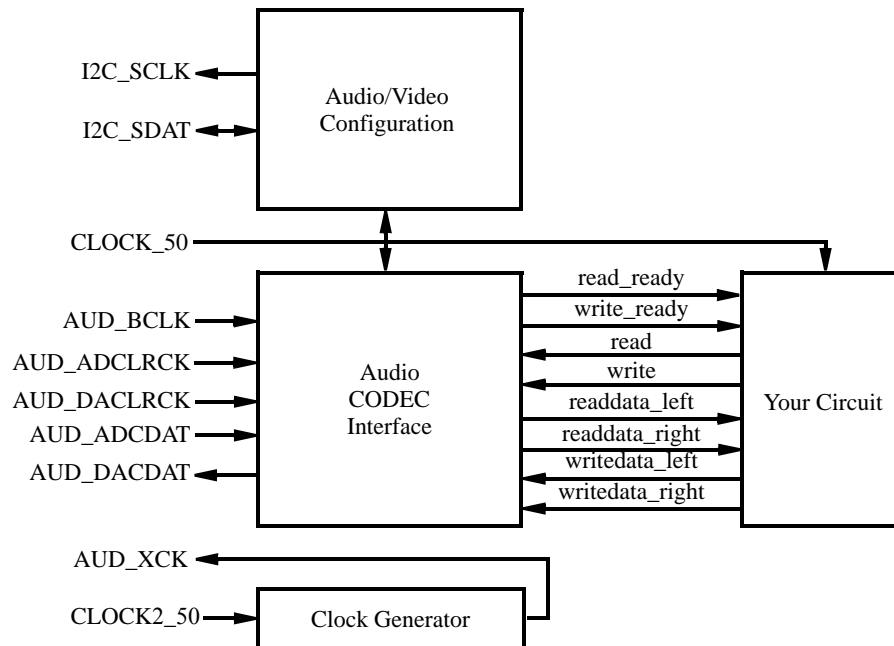 I2C_SCLK
Audio/Video
Configuration
I2C_SDAT
CLOCK_50
read_ready
write_ready
AUD_BCLK
read
AUD_ADCLRCK
write
Audio
CODEC
Interface
AUD_DACLRCK
Your Circuit
readdata_left
AUD_ADCDAT
readdata_right
writedata_left
AUD_DACDAT
writedata_right
AUD_XCK
CLOCK2_50
Clock Generator